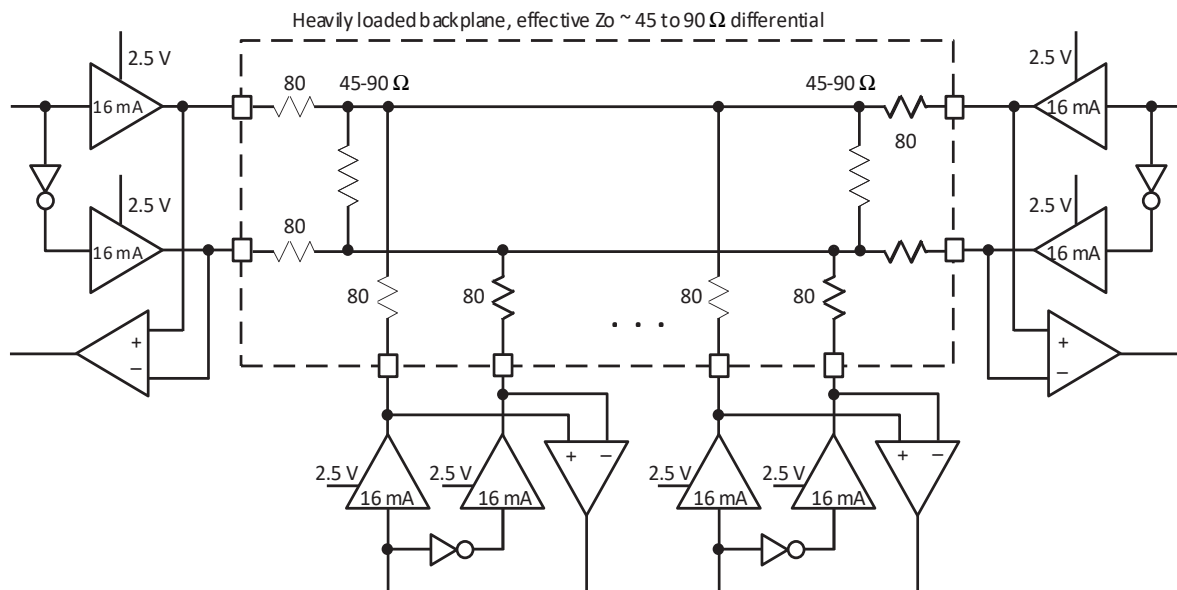 Heavily loaded backplane, effective Zo ~ 45 to 90 Ω differential
2.5 V
80
45-90 Ω
45-90 Ω
2.5 V
16 mA
80
16 mA
2.5 V
80
2.5 V
16 mA
16 mA
80
80
80
80
+
−
. . .
+
−
+
−
+
−
2.5 V
2.5 V
2.5 V
2.5 V
16 mA
16 mA
16 mA
16 mA